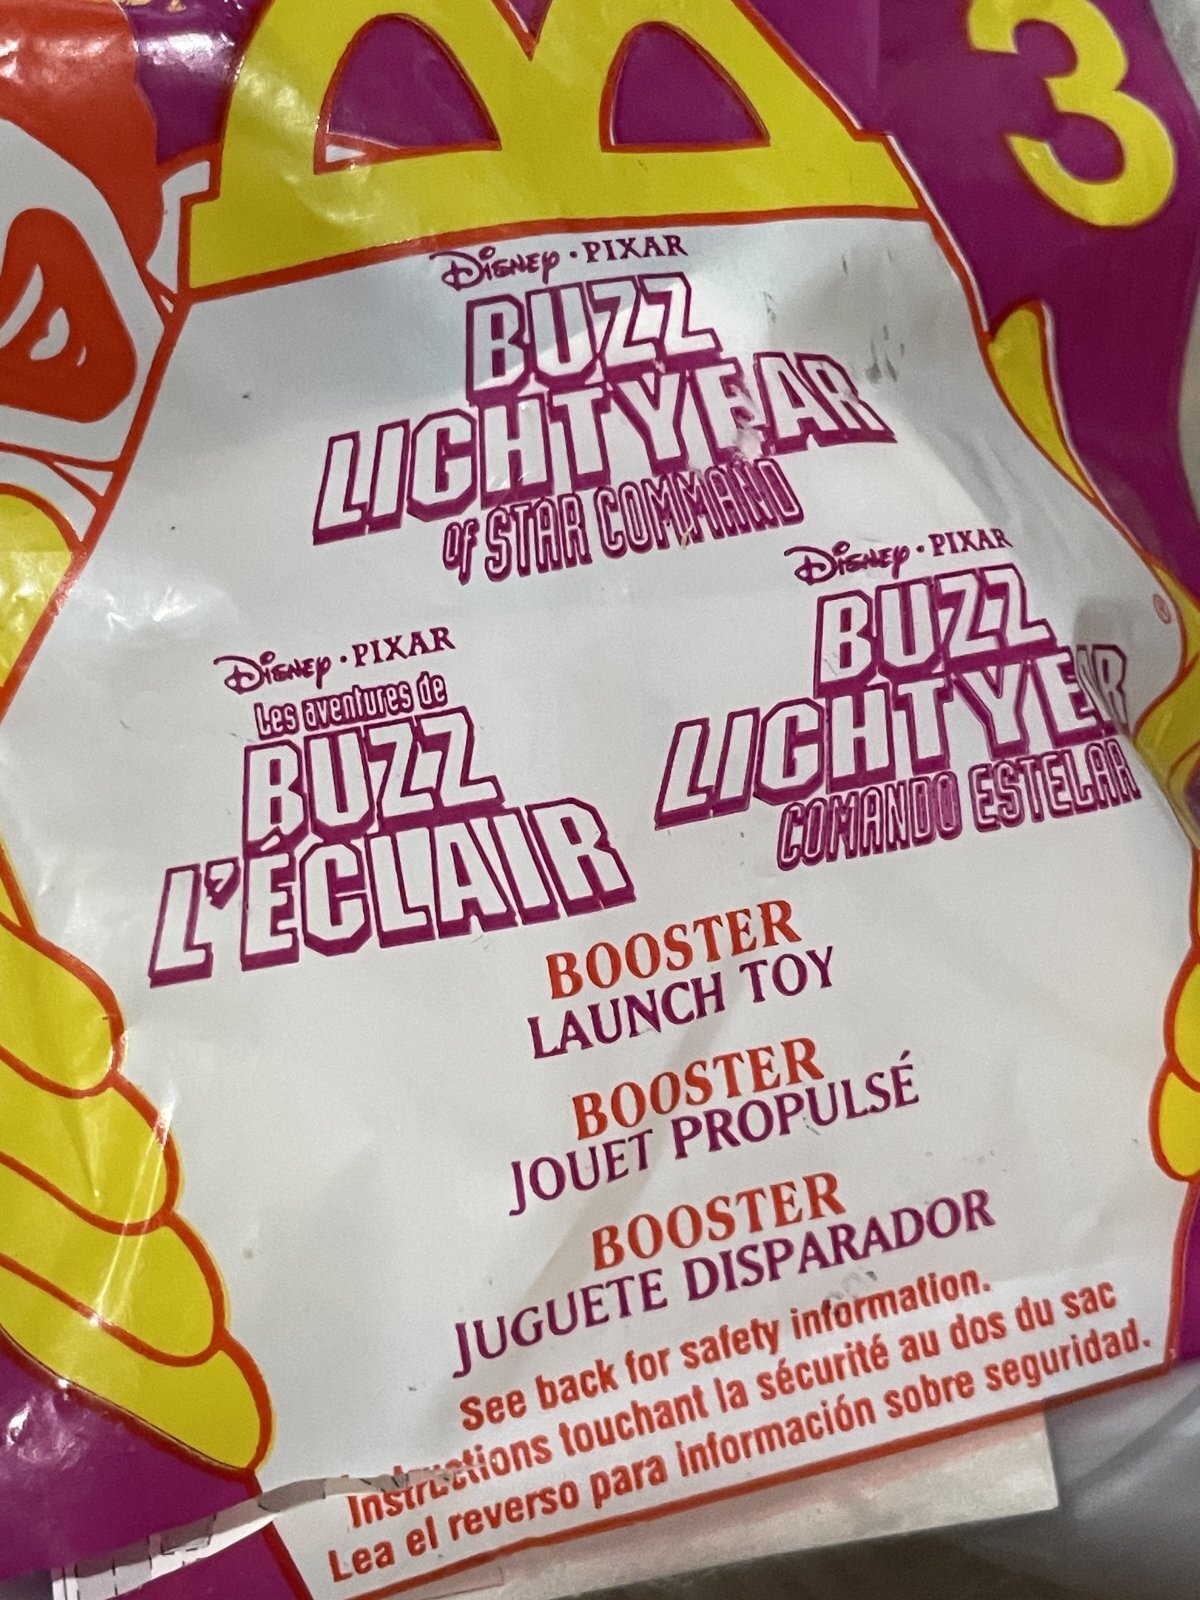 3
Disney · PIXAR
BUZZ
LIGHTYEAR
OF STAR COMMAND
Disney · PIXAR
Les aventures de
BUZZ
L'ÉCLAIR
Disney · PIXAR
BUZZ
LIGHTYEAR
COMANDO ESTELAR
BOOSTER
LAUNCH TOY
BOOSTER
JOUET PROPULSÉ
BOOSTER
JUGUETE DISPARADOR
See back for safety information.
Instructions touchant la sécurité au dos du sac
Lea el reverso para información sobre seguridad.